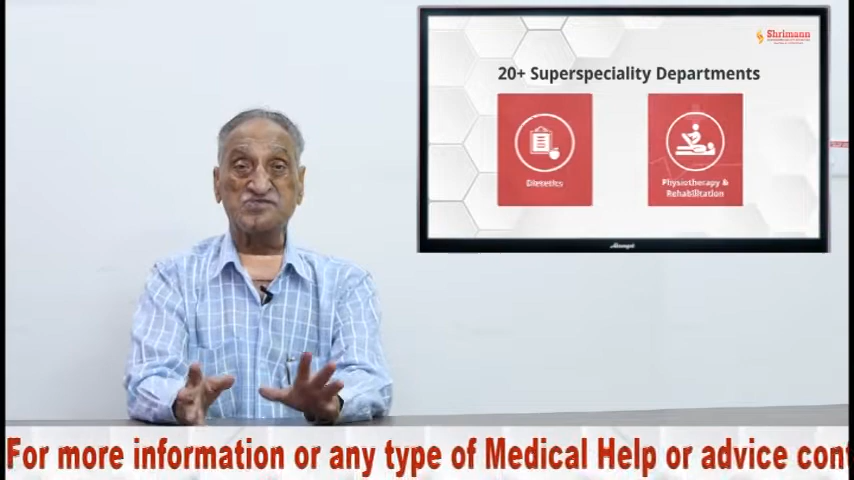 Shrimann
20+ Superspeciality Departments
Dietetics
Physiotherapy &
Rehabilitation
For more information or any type of Medical Help or advice con